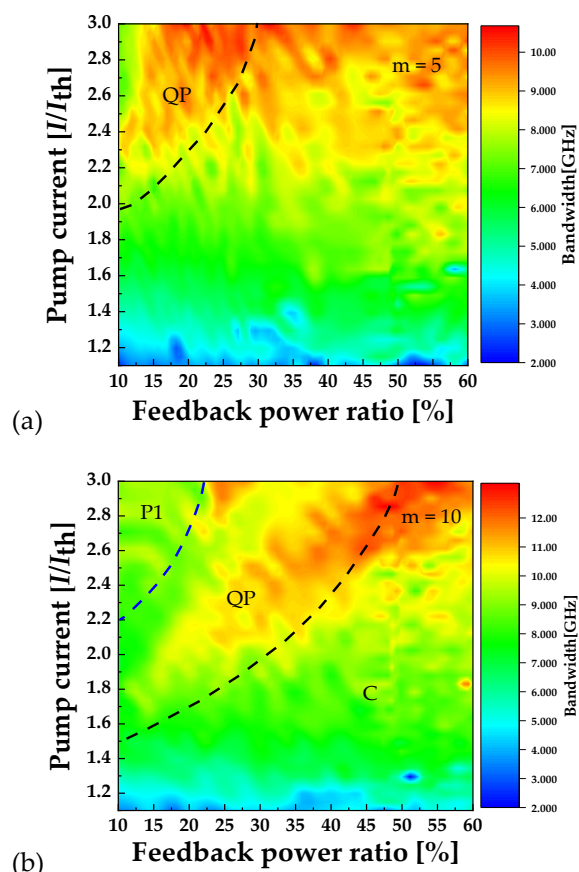 3.0
2.8
2.6
2.4
2.2
2.0
1.8
1.6
1.4
1.2
Pump current [I/Ith]
QP
m = 5
10 15 20 25 30 35 40 45 50 55 60
Feedback power ratio [%]
10.00
9.000
8.000
7.000
6.000
5.000
4.000
3.000
2.000
Bandwidth[GHz]
(a)
3.0
2.8
2.6
2.4
2.2
2.0
1.8
1.6
1.4
1.2
Pump current [I/Ith]
P1
QP
m = 10
C
10 15 20 25 30 35 40 45 50 55 60
Feedback power ratio [%]
12.00
11.00
10.00
9.000
8.000
7.000
6.000
5.000
4.000
3.000
2.000
Bandwidth[GHz]
(b)